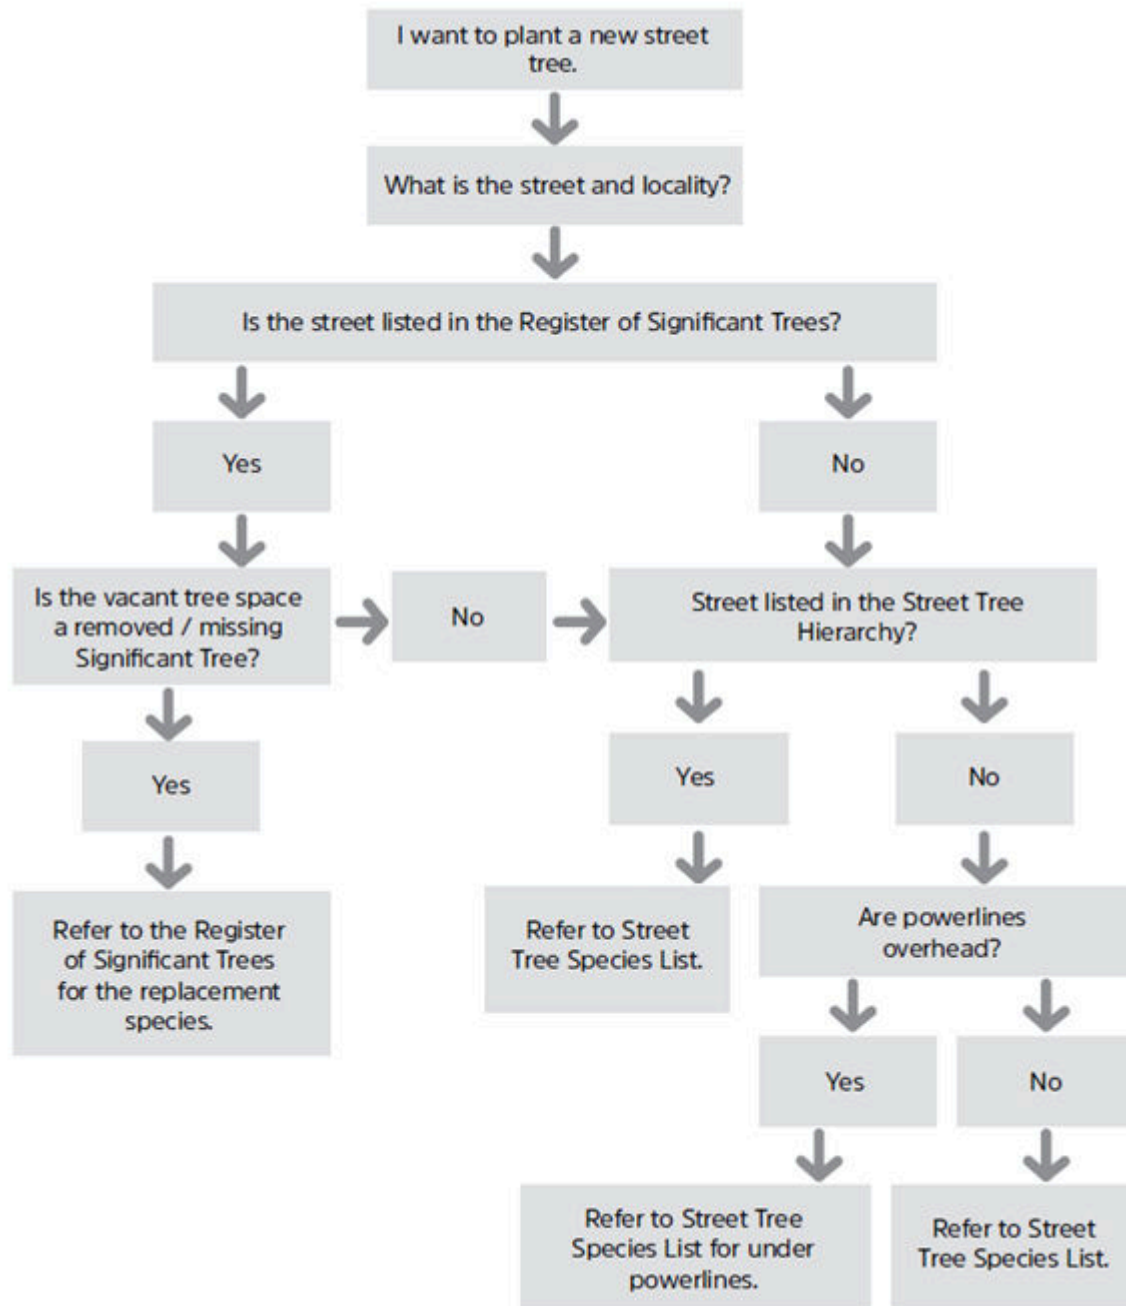 I want to plant a new street
tree.
What is the street and locality?
Is the street listed in the Register of Significant Trees?
Yes
No
Is the vacant tree space
a removed / missing
Significant Tree?
No
Street listed in the Street Tree
Hierarchy?
Yes
Yes
No
Refer to the Register
of Significant Trees
for the replacement
species.
Refer to Street
Tree Species List.
Are powerlines
overhead?
Yes
No
Refer to Street Tree
Species List for under
powerlines.
Refer to Street
Tree Species List.